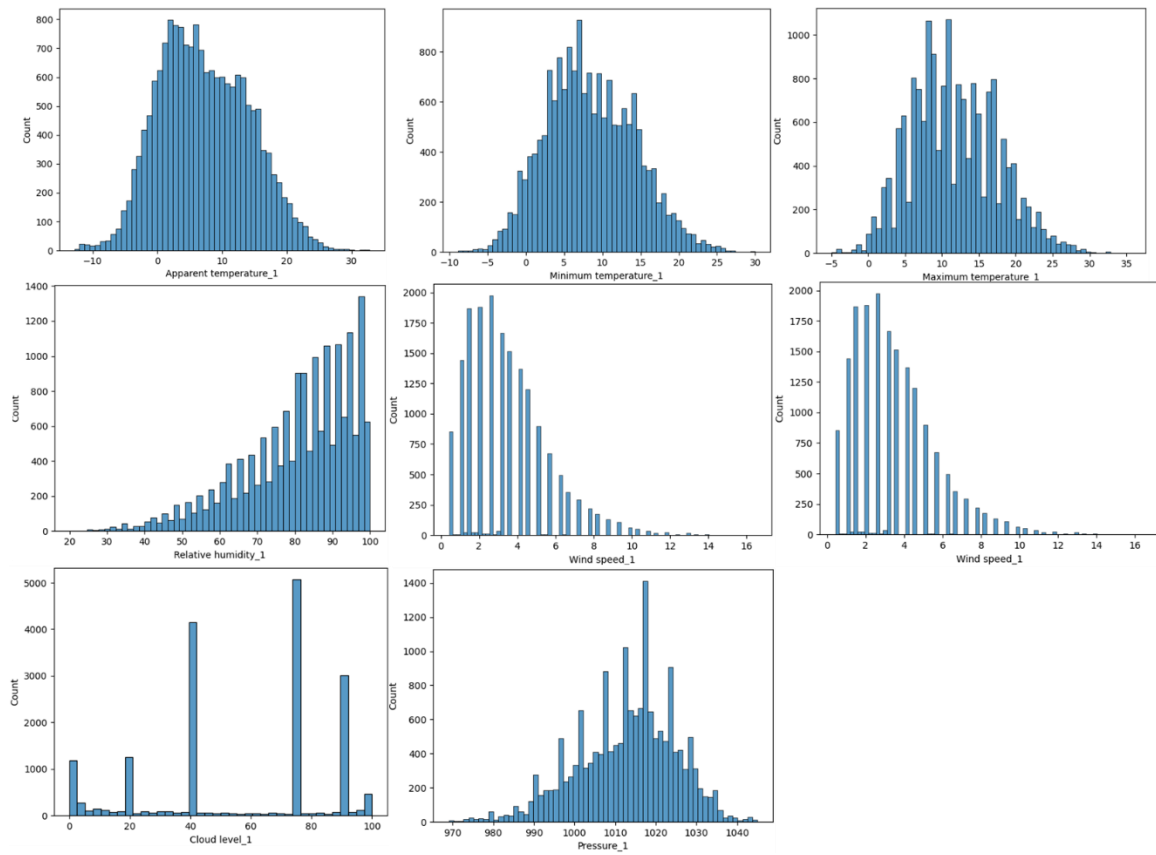 800
700
600
500
400
300
200
100
0
Count
−10 0 10 20 30
Apparent temperature_1
800
600
400
200
0
Count
−10 −5 0 5 10 15 20 25 30
Minimum temperature_1
1000
800
600
400
200
0
Count
−5 0 5 10 15 20 25 30 35
Maximum temperature_1
1400
1200
1000
800
600
400
200
0
Count
20 30 40 50 60 70 80 90 100
Relative humidity_1
2000
1750
1500
1250
1000
750
500
250
0
Count
2 4 6 8 10 12 14 16
Wind speed_1
2000
1750
1500
1250
1000
750
500
250
0
Count
0 2 4 6 8 10 12 14 16
Wind speed_1
5000
4000
3000
2000
1000
0
Count
0 20 40 60 80 100
Cloud level_1
1400
1200
1000
800
600
400
200
0
Count
970 980 990 1000 1010 1020 1030 1040
Pressure_1